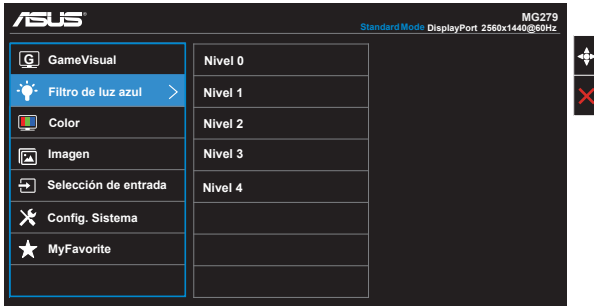 ASUS
MG279
Standard Mode DisplayPort 2560x1440@60Hz
G GameVisual
Filtro de luz azul
Color
Imagen
Selección de entrada
Config. Sistema
MyFavorite
Nivel 0
Nivel 1
Nivel 2
Nivel 3
Nivel 4